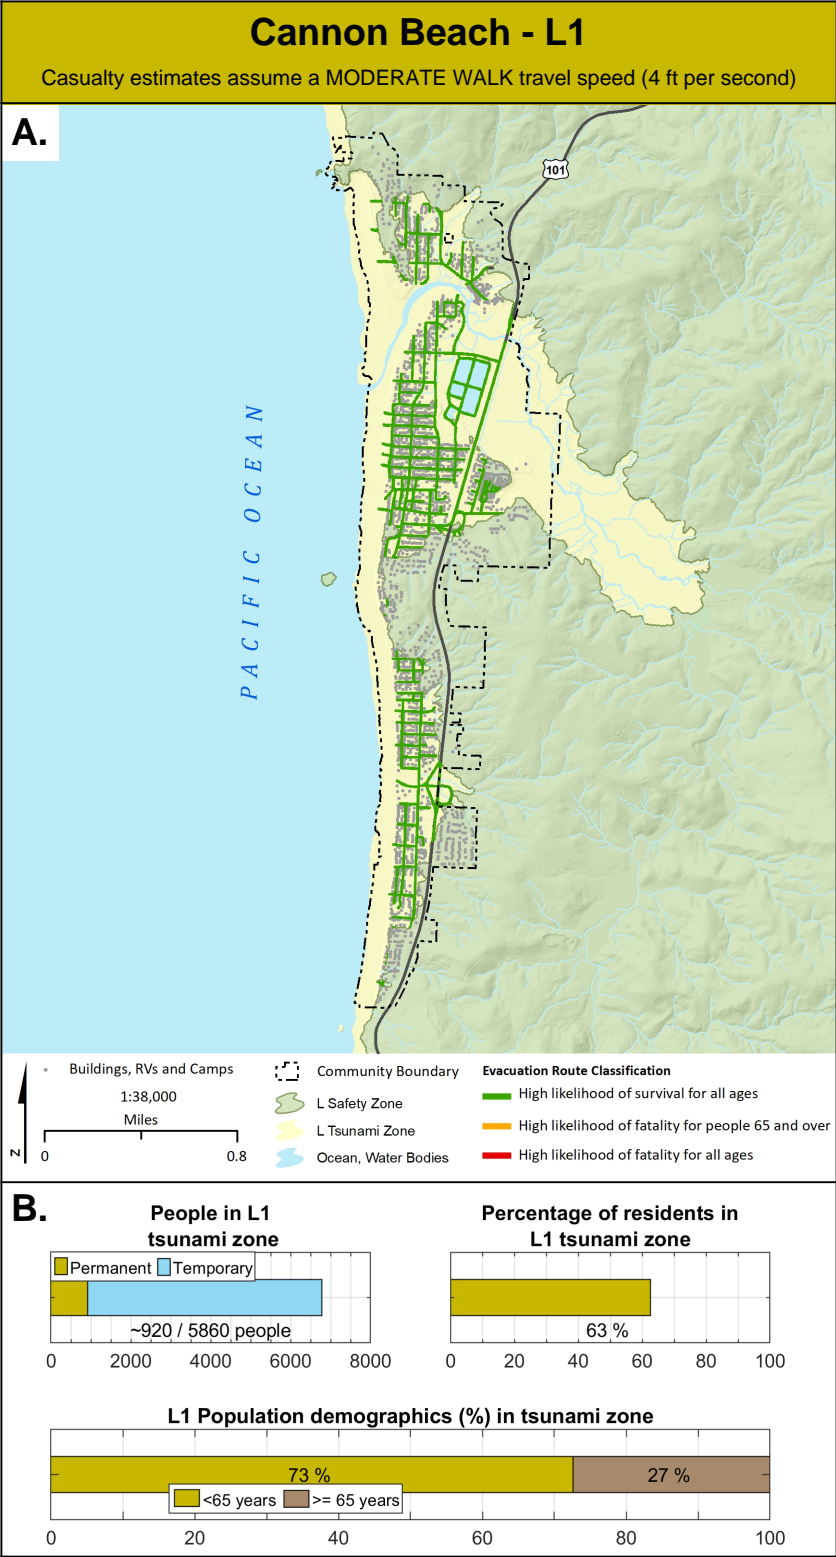 Cannon Beach - L1
Casualty estimates assume a MODERATE WALK travel speed (4 ft per second)
A.
101
PACIFIC OCEAN
N
Buildings, RVs and Camps
1:38,000
Miles
0 0.8
Community Boundary
L Safety Zone
L Tsunami Zone
Ocean, Water Bodies
Evacuation Route Classification
High likelihood of survival for all ages
High likelihood of fatality for people 65 and over
High likelihood of fatality for all ages
B.
People in L1
tsunami zone
Permanent Temporary
~920 / 5860 people
0 2000 4000 6000 8000
Percentage of residents in
L1 tsunami zone
63 %
0 20 40 60 80 100
L1 Population demographics (%) in tsunami zone
73 % 27 %
<65 years >= 65 years
0 20 40 60 80 100